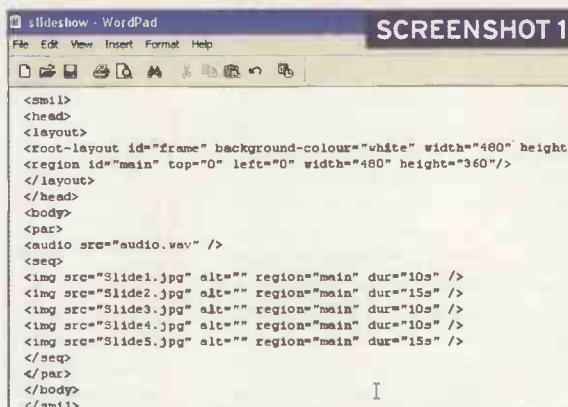 slideshow - WordPad
SCREENSHOT 1
File Edit View Insert Format Help
<smil>
<head>
<layout>
<root-layout id="frame" background-colour="white" width="480" height
<region id="main" top="0" left="0" width="480" height="360"/>
</layout>
</head>
<body>
<par>
<audio src="audio.wav" />
<seq>
<img src="Slide1.jpg" alt="" region="main" dur="10s" />
<img src="Slide2.jpg" alt="" region="main" dur="15s" />
<img src="Slide3.jpg" alt="" region="main" dur="10s" />
<img src="Slide4.jpg" alt="" region="main" dur="10s" />
<img src="Slide5.jpg" alt="" region="main" dur="15s" />
</seq>
</par>
</body>
</smil>